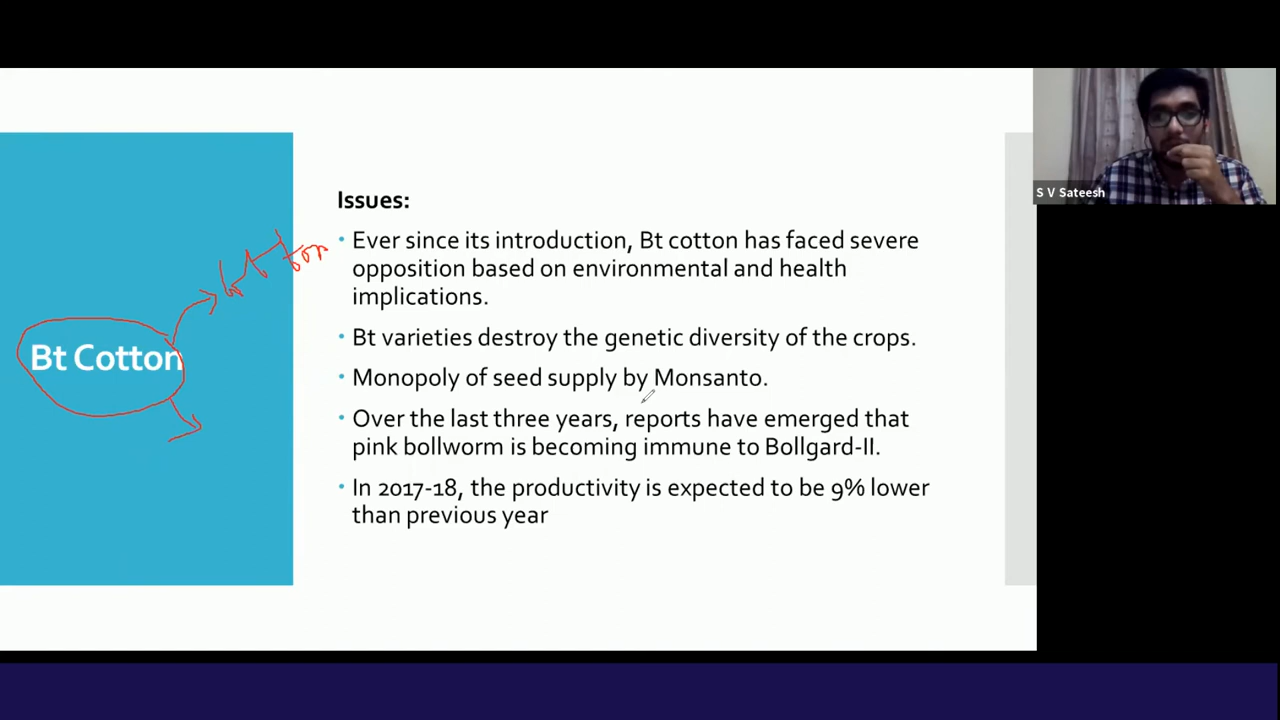 S V Sateesh
Issues:
Ever since its introduction, Bt cotton has faced severe
opposition based on environmental and health
implications.
Bt varieties destroy the genetic diversity of the crops.
Monopoly of seed supply by Monsanto.
Over the last three years, reports have emerged that
pink bollworm is becoming immune to Bollgard-II.
In 2017-18, the productivity is expected to be 9% lower
than previous year
Bt Cotton